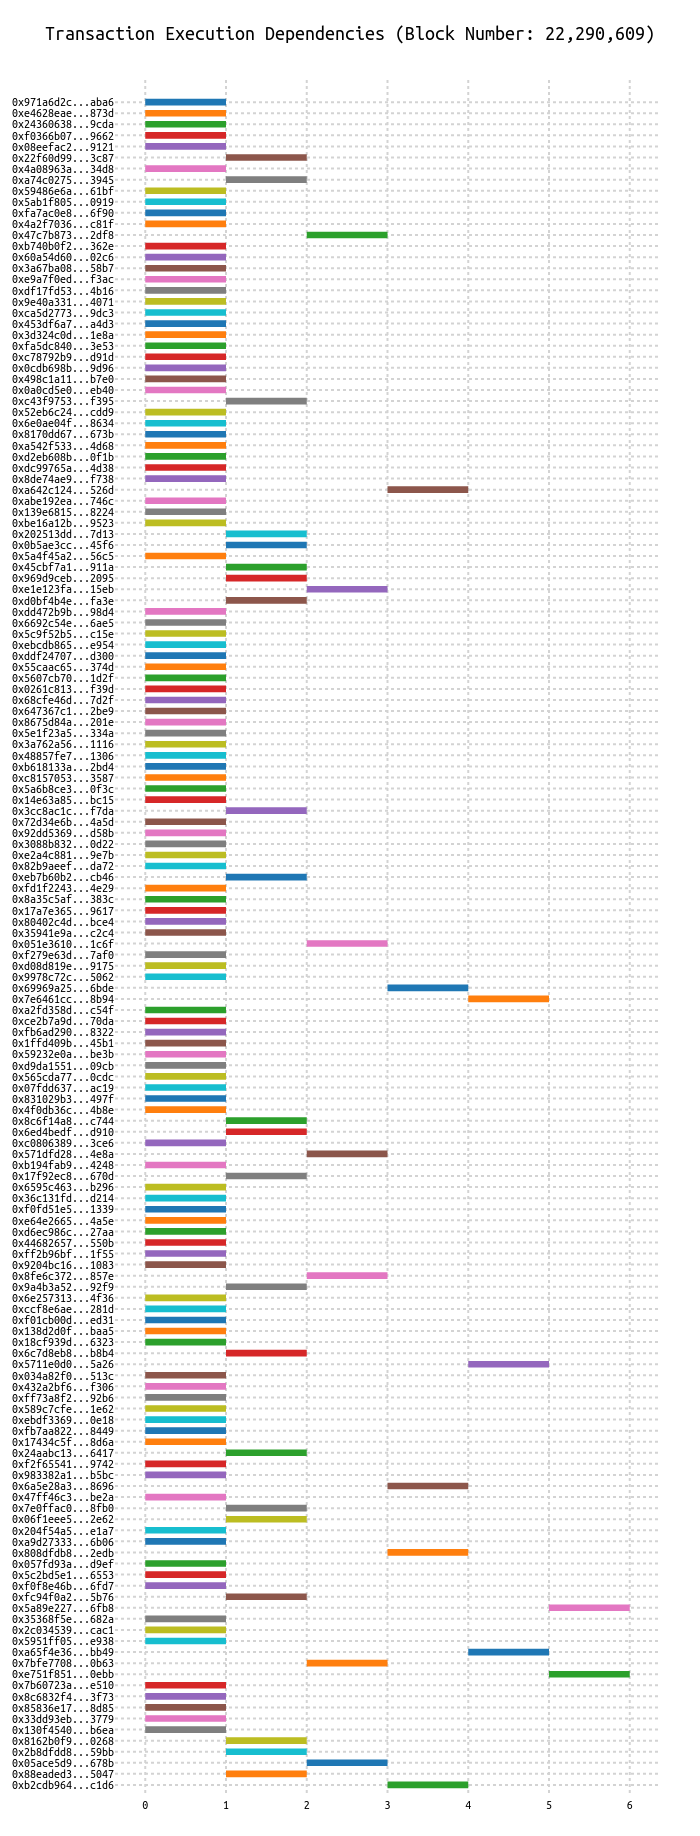 Transaction Execution Dependencies (Block Number: 22,290,609)
0x971a6d2c...aba6
0xe4628eae...873d
0x24360638...9cda
0xf0366b07...9662
0x08eefac2...9121
0x22f60d99...3c87
0x4a08963a...34d8
0xa74c0275...3945
0x59486e6a...61bf
0x5ab1f805...0919
0xfa7ac0e8...6f90
0x4a2f7036...c81f
0x47c7b873...2df8
0xb740b0f2...362e
0x60a54d60...02c6
0x3a67ba08...58b7
0xe9a7f0ed...f3ac
0xdf17fd53...4b16
0x9e40a331...4071
0xca5d2773...9dc3
0x453df6a7...a4d3
0x3d324c0d...1e8a
0xfa5dc840...3e53
0xc78792b9...d91d
0x0cdb698b...9d96
0x498c1a11...b7e0
0x0a0cd5e0...eb40
0xc43f9753...f395
0x52eb6c24...cdd9
0x6e0ae04f...8634
0x8170dd67...673b
0xa542f533...4d68
0xd2eb608b...0f1b
0xdc99765a...4d38
0x8de74ae9...f738
0xa642c124...526d
0xabe192ea...746c
0x139e6815...8224
0xbe16a12b...9523
0x202513dd...7d13
0x0b5ae3cc...45f6
0x5a4f45a2...56c5
0x45cbf7a1...911a
0x969d9ceb...2095
0xe1e123fa...15eb
0xd0bf4b4e...fa3e
0xdd472b9b...98d4
0x6692c54e...6ae5
0x5c9f52b5...c15e
0xebcdb865...e954
0xddf24707...d300
0x55caac65...374d
0x5607cb70...1d2f
0x0261c813...f39d
0x68cfe46d...7d2f
0x647367c1...2be9
0x8675d84a...201e
0x5e1f23a5...334a
0x3a762a56...1116
0x48857fe7...1306
0xb618133a...2bd4
0xc8157053...3587
0x5a6b8ce3...0f3c
0x14e63a85...bc15
0x3cc8ac1c...f7da
0x72d34e6b...4a5d
0x92dd5369...d58b
0x3088b832...0d22
0xe2a4c881...9e7b
0x82b9aeef...da72
0xeb7b60b2...cb46
0xfd1f2243...4e29
0x8a35c5af...383c
0x17a7e365...9617
0x80402c4d...bce4
0x35941e9a...c2c4
0x051e3610...1c6f
0xf279e63d...7af0
0xd08d819e...9175
0x9978c72c...5062
0x69969a25...6bde
0x7e6461cc...8b94
0xa2fd358d...c54f
0xce2b7a9d...70da
0xfb6ad290...8322
0x1ffd409b...45b1
0x59232e0a...be3b
0xd9da1551...09cb
0x565cda77...0cdc
0x07fdd637...ac19
0x831029b3...497f
0x4f0db36c...4b8e
0x8c6f14a8...c744
0x6ed4bedf...d910
0xc0806389...3ce6
0x571dfd28...4e8a
0xb194fab9...4248
0x17f92ec8...670d
0x6595c463...b296
0x36c131fd...d214
0xf0fd51e5...1339
0xe64e2665...4a5e
0xd6ec986c...27aa
0x44682657...550b
0xff2b96bf...1f55
0x9204bc16...1083
0x8fe6c372...857e
0x9a4b3a52...92f9
0x6e257313...4f36
0xccf8e6ae...281d
0xf01cb00d...ed31
0x138d2d0f...baa5
0x18cf939d...6323
0x6c7d8eb8...b8b4
0x5711e0d0...5a26
0x034a82f0...513c
0x432a2bf6...f306
0xff73a8f2...92b6
0x589c7cfe...1e62
0xebdf3369...0e18
0xfb7aa822...8449
0x17434c5f...8d6a
0x24aabc13...6417
0xf2f65541...9742
0x983382a1...b5bc
0x6a5e28a3...8696
0x47ff46c3...be2a
0x7e0ffac0...8fb0
0x06f1eee5...2e62
0x204f54a5...e1a7
0xa9d27333...6b06
0x808dfdb8...2edb
0x057fd93a...d9ef
0x5c2bd5e1...6553
0xf0f8e46b...6fd7
0xfc94f0a2...5b76
0x5a89e227...6fb8
0x35368f5e...682a
0x2c034539...cac1
0x5951ff05...e938
0xa65f4e36...bb49
0x7bfe7708...0b63
0xe751f851...0ebb
0x7b60723a...e510
0x8c6832f4...3f73
0x85836e17...8d85
0x33dd93eb...3779
0x130f4540...b6ea
0x8162b0f9...0268
0x2b8dfdd8...59bb
0x05ace5d9...678b
0x88eaded3...5047
0xb2cdb964...c1d6
0 1 2 3 4 5 6